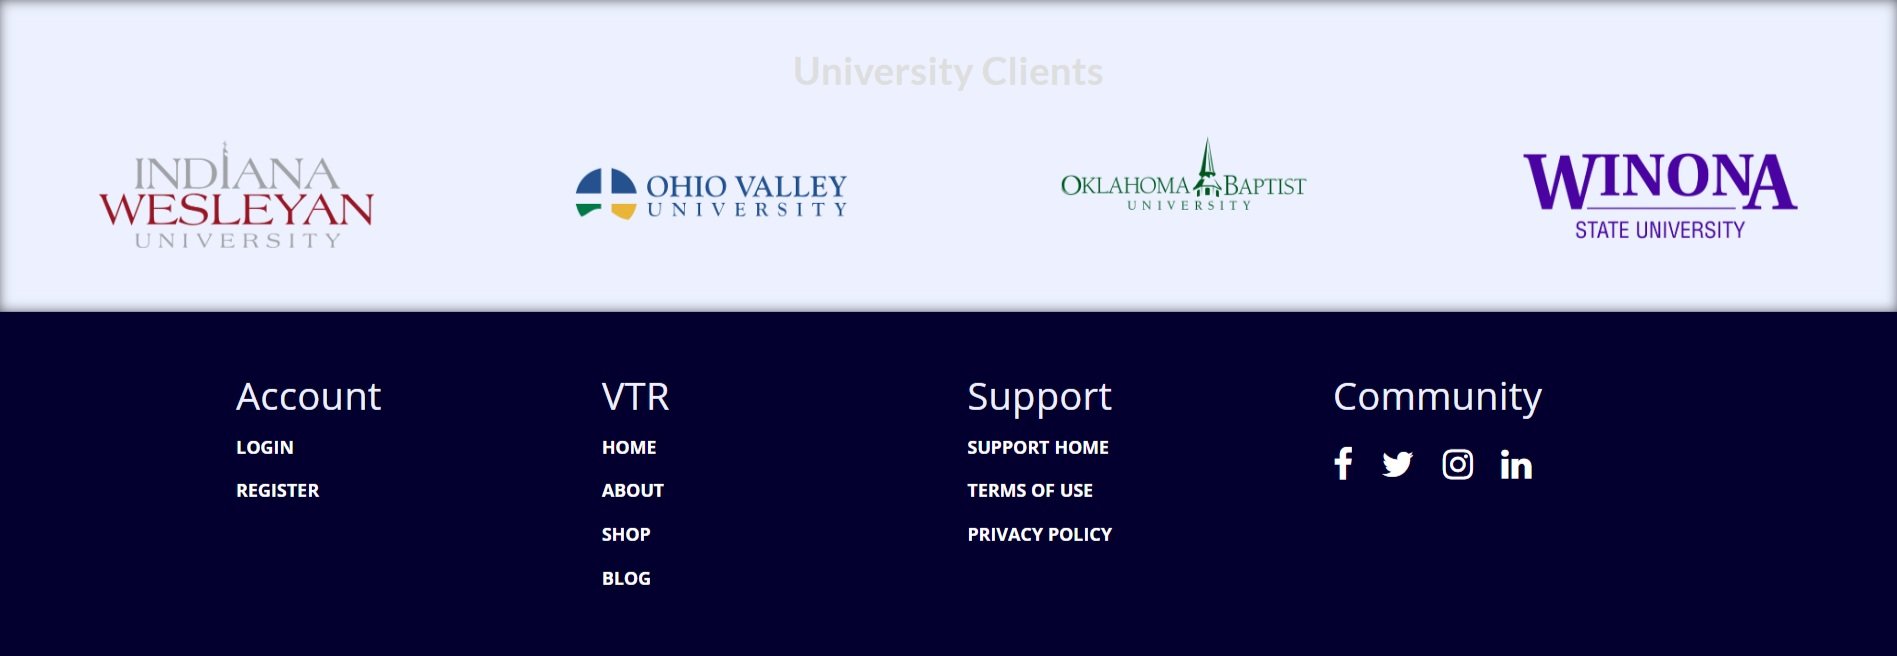 University Clients
INDIANA
WESLEYAN
UNIVERSITY
OHIO VALLEY
UNIVERSITY
OKLAHOMA BAPTIST
UNIVERSITY
WINONA
STATE UNIVERSITY
Account
LOGIN
REGISTER
VTR
HOME
ABOUT
SHOP
BLOG
Support
SUPPORT HOME
TERMS OF USE
PRIVACY POLICY
Community